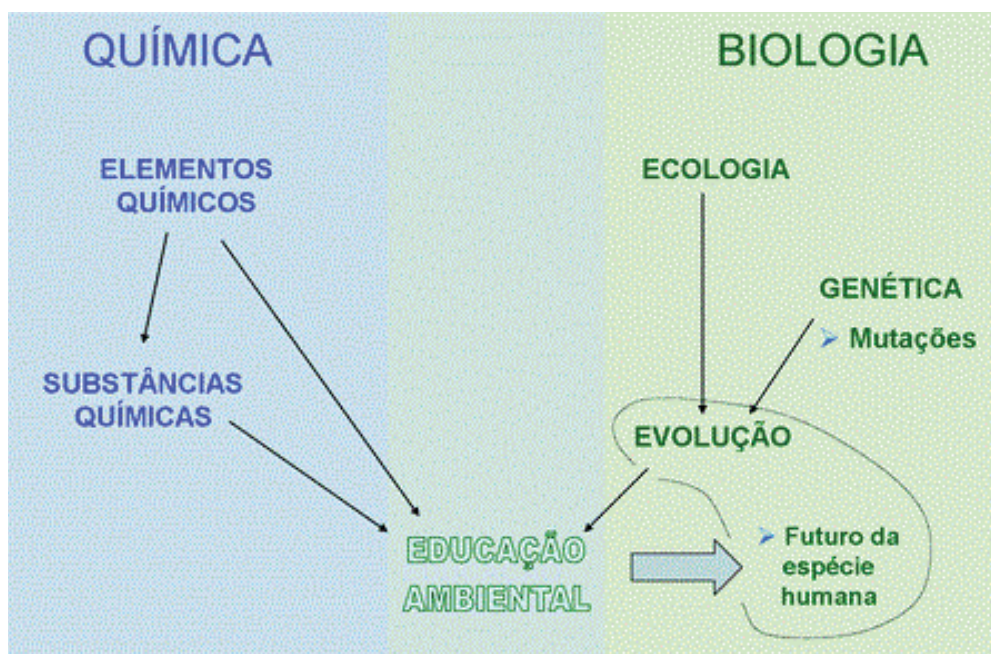 QUÍMICA
BIOLOGIA
ELEMENTOS
QUÍMICOS
ECOLOGIA
GENÉTICA
Mutações
SUBSTÂNCIAS
QUÍMICAS
EVOLUÇÃO
EDUCAÇÃO
AMBIENTAL
Futuro da
espécie
humana